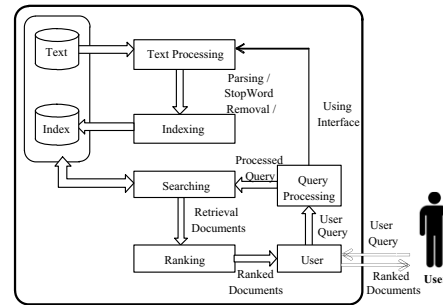 Text
Text Processing
Parsing /
StopWord
Removal /
Using
Interface
Index
Indexing
Processed
Query
Searching
Query
Processing
Retrieval
Documents
User
Query
User
Query
Ranking
User
Ranked
Documents
Ranked
Documents
Use